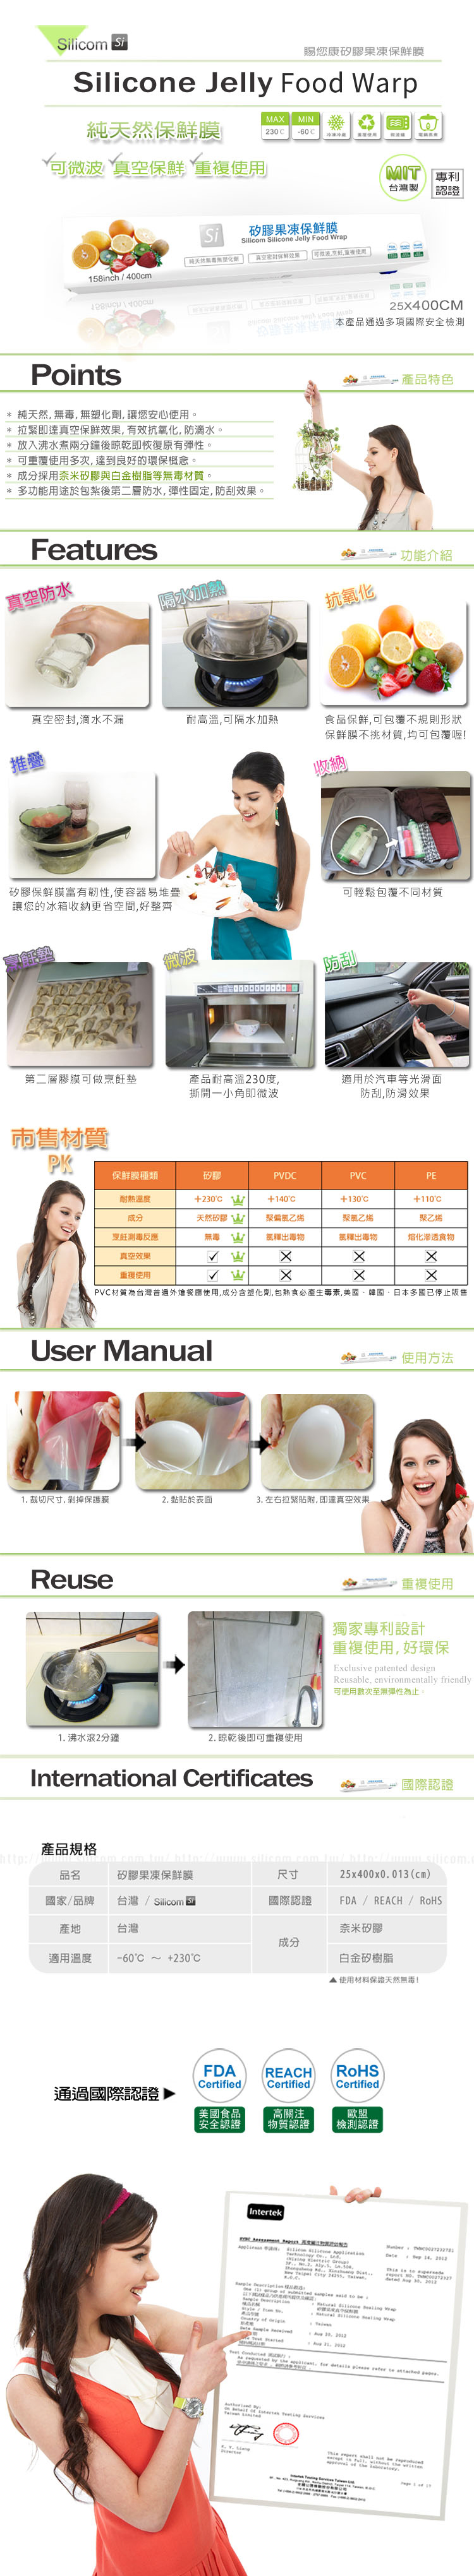 Silicom Si
賜您康矽膠果凍保鮮膜
Silicone Jelly Food Warp
純天然保鮮膜
MAX
230 C
MIN
-60 C
可微波 真空保鮮 重複使用
MIT
台灣製
專利
認證
Si
矽膠果凍保鮮膜
Silicom Silicone Jelly Food Wrap
158inch / 400cm
25X400CM
本產品通過多項國際安全檢測
Points
產品特色
* 純天然, 無毒, 無塑化劑, 讓您安心使用。
* 拉緊即達真空保鮮效果, 有效抗氧化, 防滴水。
* 放入沸水煮兩分鐘後晾乾即恢復原有彈性。
* 可重覆使用多次, 達到良好的環保概念。
* 成分採用奈米矽膠與白金樹脂等無毒材質。
* 多功能用途於包紮後第二層防水, 彈性固定, 防刮效果。
Features
功能介紹
真空防水
隔水加熱
抗氧化
真空密封,滴水不漏
耐高溫,可隔水加熱
食品保鮮,可包覆不規則形狀
保鮮膜不挑材質,均可包覆喔!
推疊
收納
矽膠保鮮膜富有韌性,使容器易堆疊
讓您的冰箱收納更省空間,好整齊
可輕鬆包覆不同材質
烹飪墊
微波
防刮
第二層膠膜可做烹飪墊
產品耐高溫230度,
撕開一小角即微波
適用於汽車等光滑面
防刮,防滑效果
市售材質
PK
保鮮膜種類 矽膠 PVDC PVC PE
耐熱溫度 +230℃ +140℃ +130℃ +110℃
成分 天然矽膠 聚偏氯乙烯 聚氯乙烯 聚乙烯
烹飪測毒反應 無毒 氯釋出毒物 氯釋出毒物 熔化滲透食物
真空效果
重複使用
PVC材質為台灣普遍外燴餐廳使用,成分含塑化劑,包熱食必產生毒素,美國、韓國、日本多國已停止販售
User Manual
使用方法
1. 裁切尺寸, 剝掉保護膜
2. 黏貼於表面
3. 左右拉緊貼附, 即達真空效果
Reuse
重複使用
獨家專利設計
重複使用, 好環保
Exclusive patented design
Reusable, environmentally friendly
可使用數次至無彈性為止。
1. 沸水滾2分鐘
2. 晾乾後即可重複使用
International Certificates
國際認證
產品規格
品名 矽膠果凍保鮮膜 尺寸 25x400x0.013(cm)
國家/品牌 台灣 / Silicom Si 國際認證 FDA / REACH / RoHS
產地 台灣 成分 奈米矽膠
適用溫度 -60℃ ～ +230℃ 白金矽樹脂
▲ 使用材料保證天然無毒!
通過國際認證▶
FDA
Certified
美國食品
安全認證
REACH
Certified
高關注
物質認證
RoHS
Certified
歐盟
檢測認證
Intertek